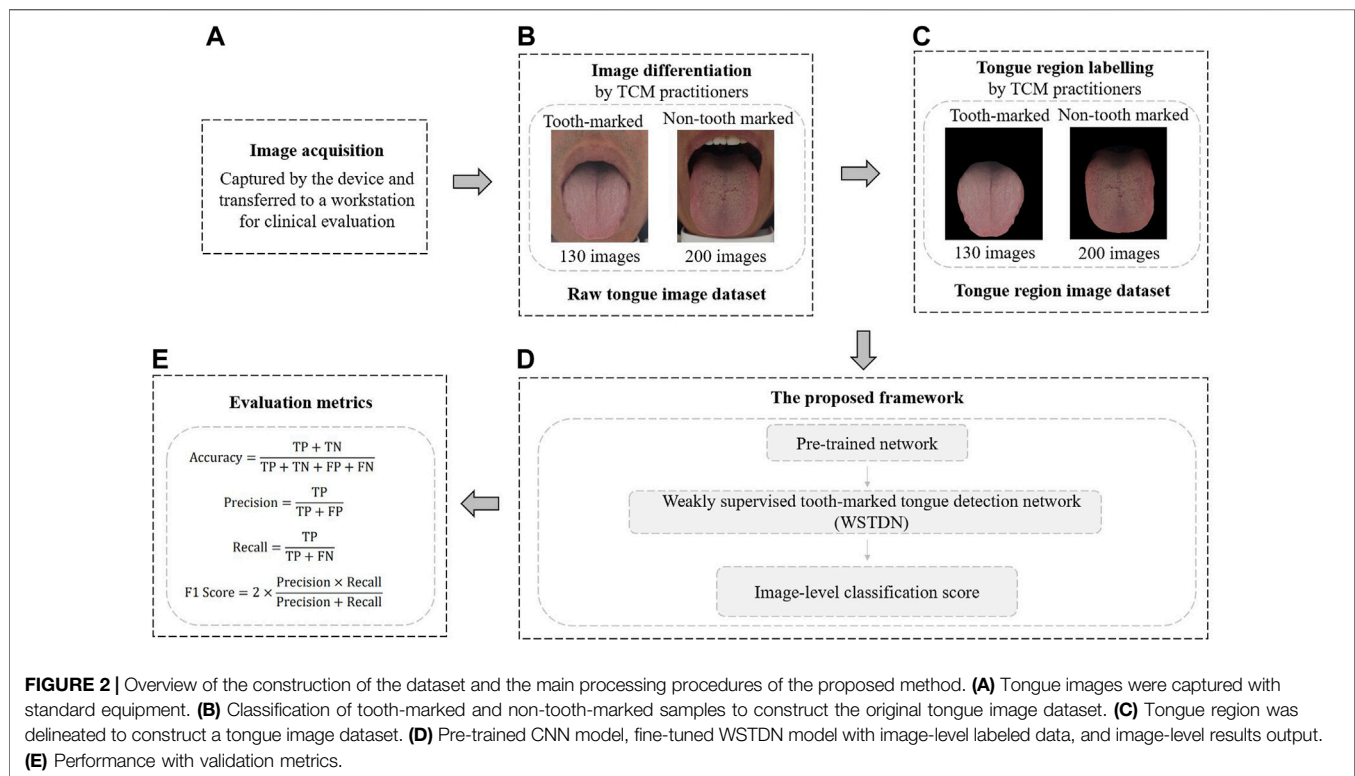 A
Image acquisition
Captured by the device and
transferred to a workstation
for clinical evaluation
B
Image differentiation
by TCM practitioners
Tooth-marked Non-tooth marked
130 images 200 images
Raw tongue image dataset
C
Tongue region labelling
by TCM practitioners
Tooth-marked Non-tooth marked
130 images 200 images
Tongue region image dataset
D
The proposed framework
Pre-trained network
Weakly supervised tooth-marked tongue detection network
(WSTDN)
Image-level classification score
E
Evaluation metrics
Accuracy = (TP + TN) / (TP + TN + FP + FN)
Precision = TP / (TP + FP)
Recall = TP / (TP + FN)
F1 Score = 2 × (Precision × Recall) / (Precision + Recall)
FIGURE 2 | Overview of the construction of the dataset and the main processing procedures of the proposed method. (A) Tongue images were captured with
standard equipment. (B) Classification of tooth-marked and non-tooth-marked samples to construct the original tongue image dataset. (C) Tongue region was
delineated to construct a tongue image dataset. (D) Pre-trained CNN model, fine-tuned WSTDN model with image-level labeled data, and image-level results output.
(E) Performance with validation metrics.